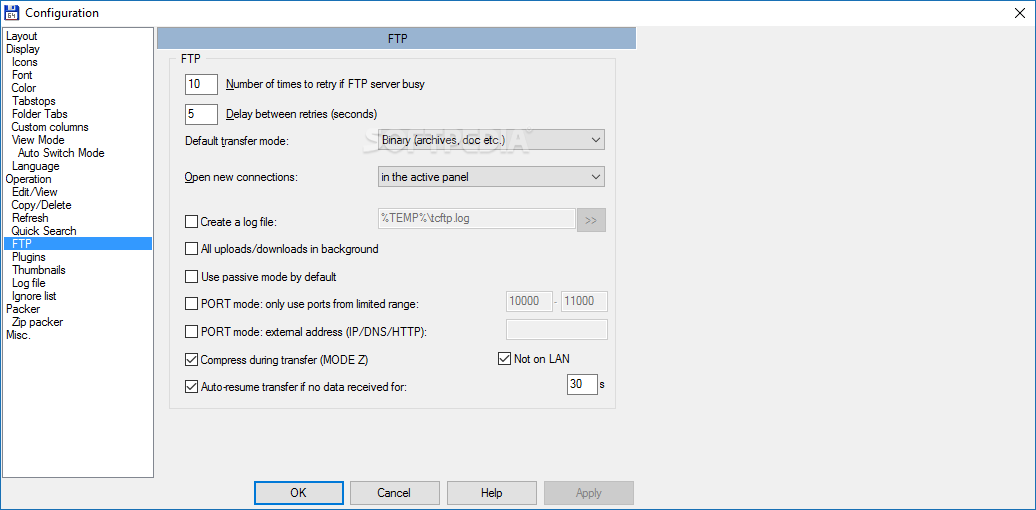 64
Configuration
Layout
Display
Icons
Font
Color
Tabstops
Folder Tabs
Custom columns
View Mode
Auto Switch Mode
Language
Operation
Edit/View
Copy/Delete
Refresh
Quick Search
FTP
Plugins
Thumbnails
Log file
Ignore list
Packer
Zip packer
Misc.
FTP
FTP
10 Number of times to retry if FTP server busy
5 Delay between retries (seconds)
SOFTPEDIA
Default transfer mode: Binary (archives, doc etc.)
Open new connections: in the active panel
Create a log file: %TEMP%\tcftp.log >>
All uploads/downloads in background
Use passive mode by default
PORT mode: only use ports from limited range: 10000 - 11000
PORT mode: external address (IP/DNS/HTTP):
Compress during transfer (MODE Z) Not on LAN
Auto-resume transfer if no data received for: 30 s
OK Cancel Help Apply